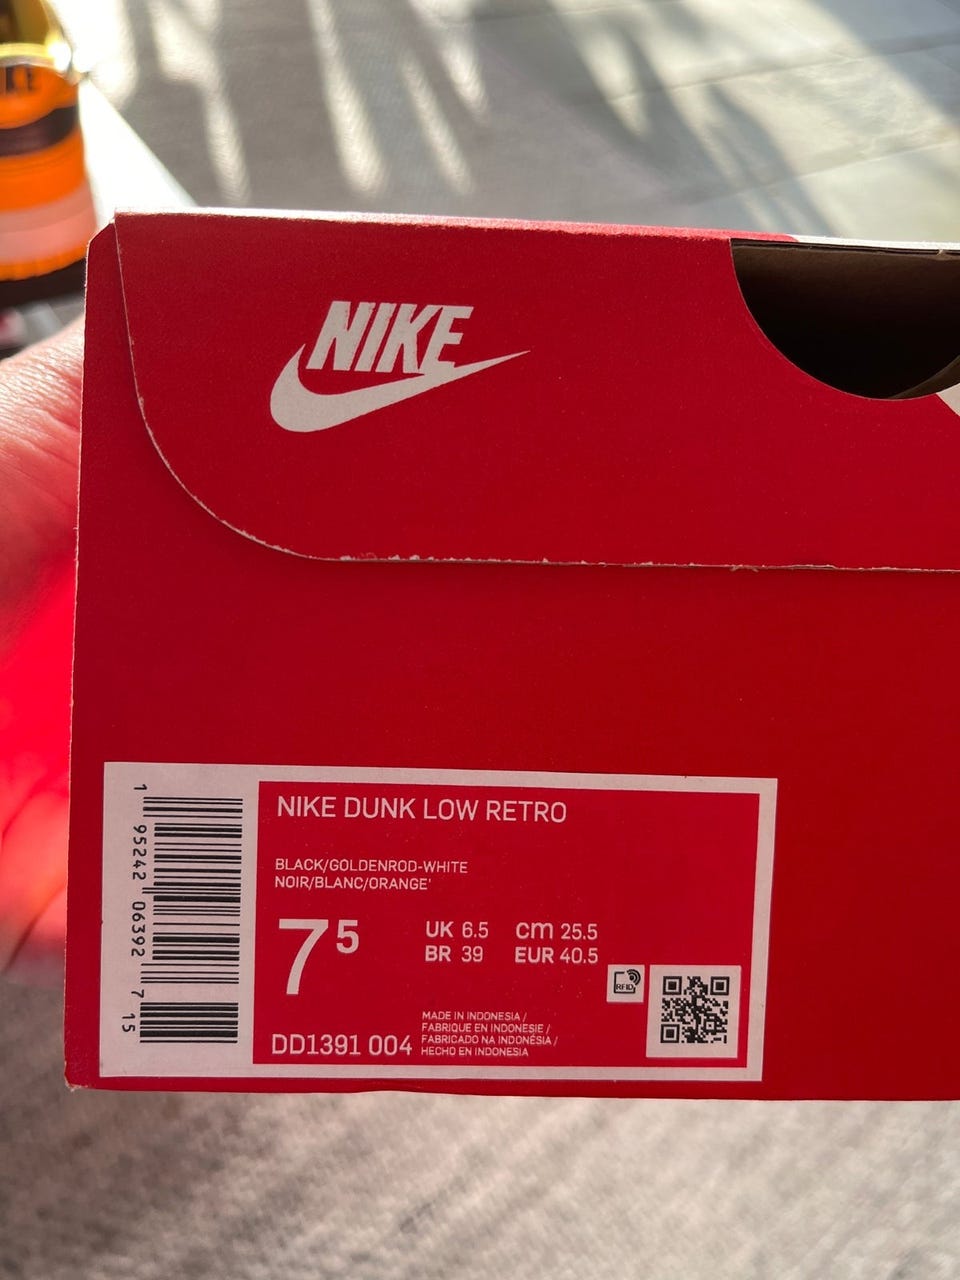 NIKE
NIKE DUNK LOW RETRO
BLACK/GOLDENROD-WHITE
NOIR/BLANC/ORANGE'
7 5
UK 6.5 cm 25.5
BR 39 EUR 40.5
RFID
DD1391 004
MADE IN INDONESIA /
FABRIQUE EN INDONESIE /
FABRICADO NA INDONÉSIA /
HECHO EN INDONESIA
1 95242 06392 7 15